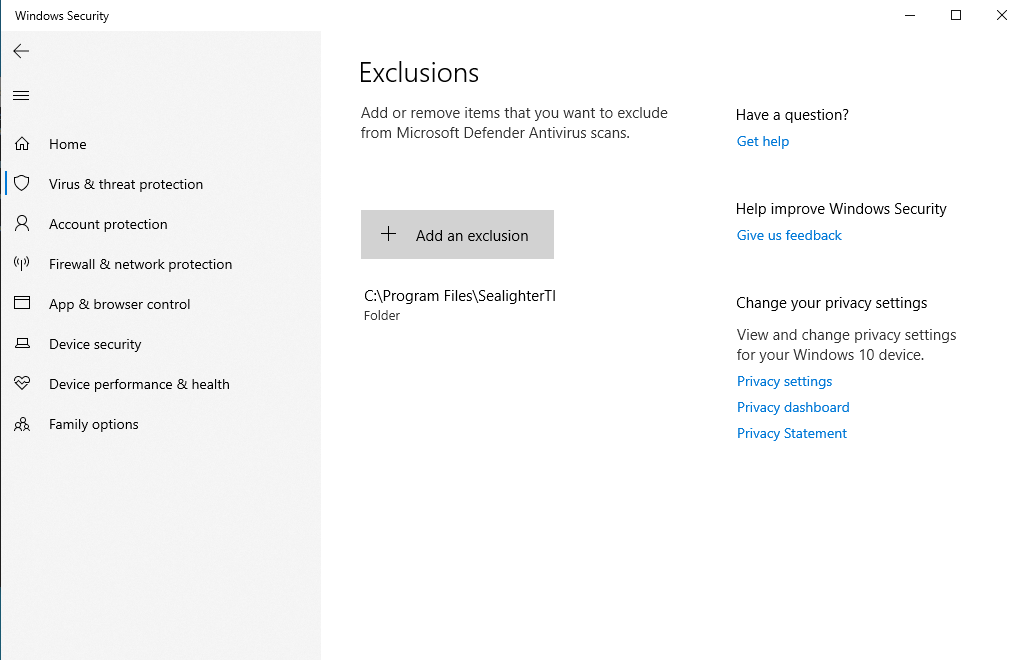 Windows Security
Home
Virus & threat protection
Account protection
Firewall & network protection
App & browser control
Device security
Device performance & health
Family options
Exclusions
Add or remove items that you want to exclude
from Microsoft Defender Antivirus scans.
Add an exclusion
C:\Program Files\SealighterTI
Folder
Have a question?
Get help
Help improve Windows Security
Give us feedback
Change your privacy settings
View and change privacy settings
for your Windows 10 device.
Privacy settings
Privacy dashboard
Privacy Statement